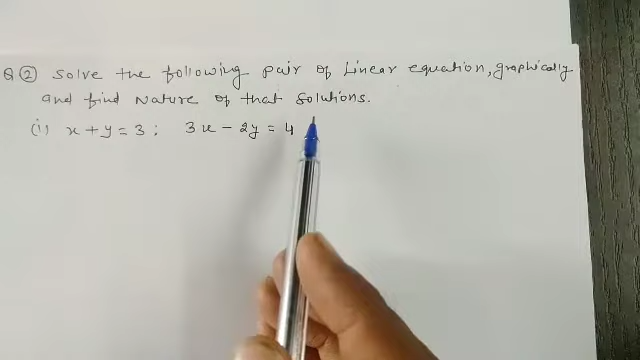 Q② Solve the following pair of Linear equation, graphically
and find Nature of that Solutions.
(i) x + y = 3 ; 3x - 2y = 4